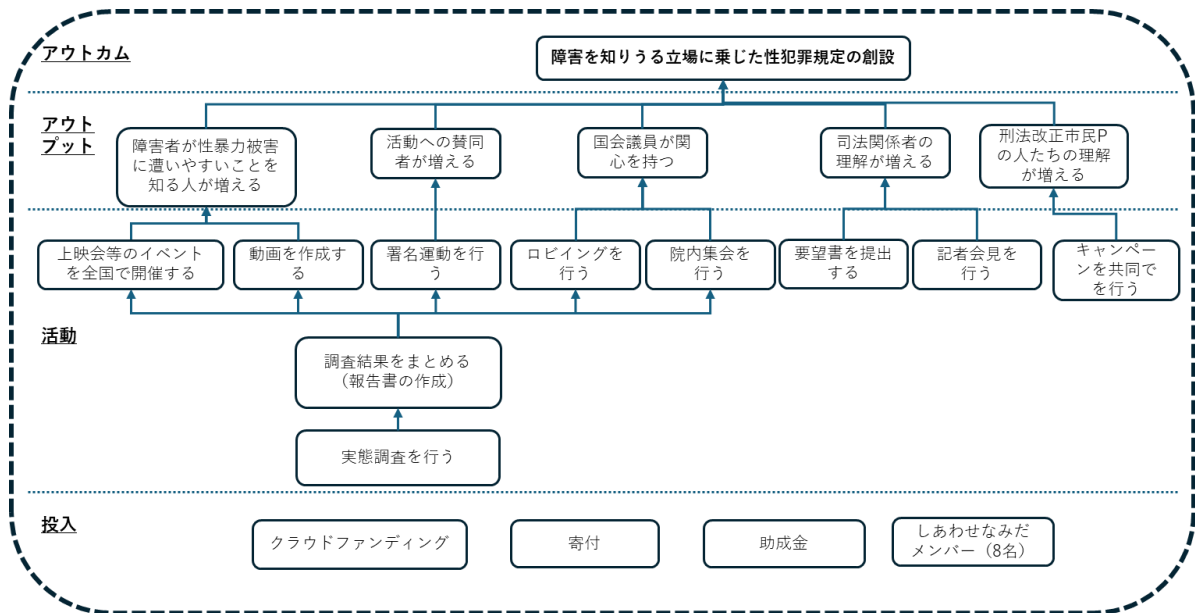 アウトカム
障害を知りうる立場に乗じた性犯罪規定の創設
アウト
プット
障害者が性暴力被害
に遭いやすいことを
知る人が増える
活動への賛同
者が増える
国会議員が関
心を持つ
司法関係者の
理解が増える
刑法改正市民P
の人たちの理解
が増える
上映会等のイベント
を全国で開催する
動画を作成す
る
署名運動を行
う
ロビイングを
行う
院内集会を
行う
要望書を提出
する
記者会見を
行う
キャンペー
ンを共同で
を行う
活動
調査結果をまとめる
（報告書の作成）
実態調査を行う
投入
クラウドファンディング
寄付
助成金
しあわせなみだ
メンバー（8名）